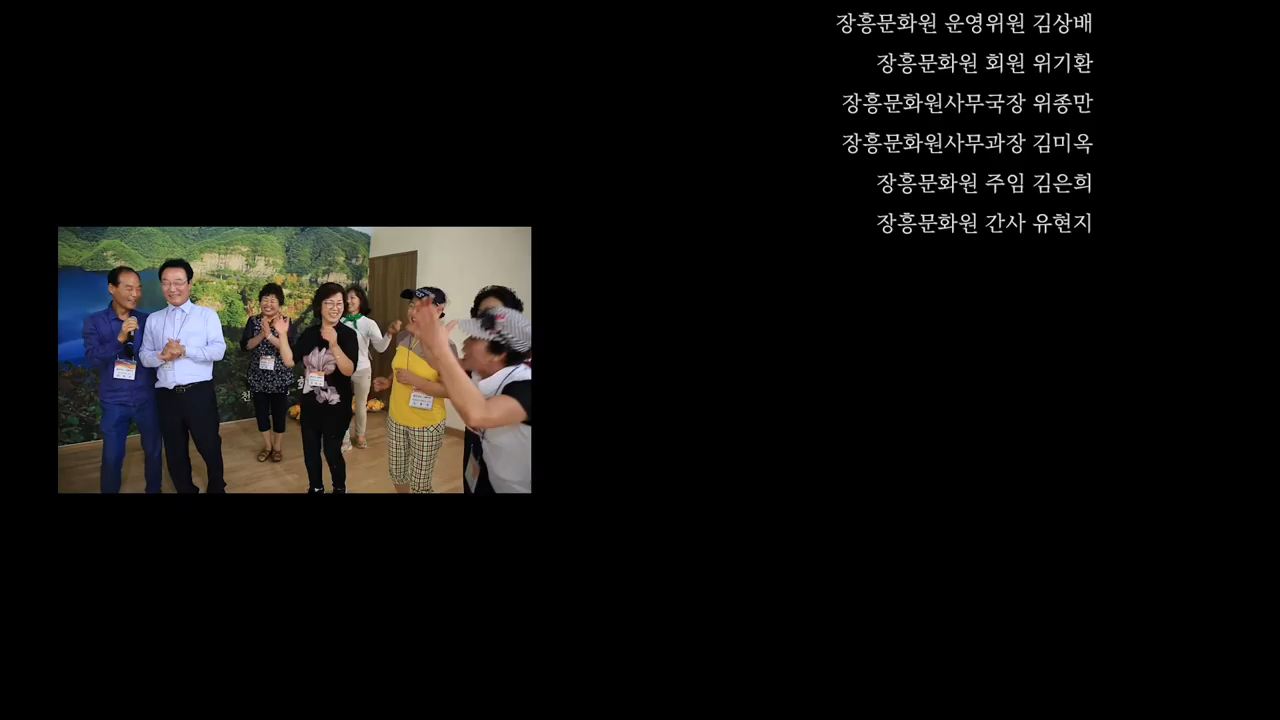 장흥문화원 운영위원 김상배
장흥문화원 회원 위기환
장흥문화원사무국장 위종만
장흥문화원사무과장 김미옥
장흥문화원 주임 김은희
장흥문화원 간사 유현지
천